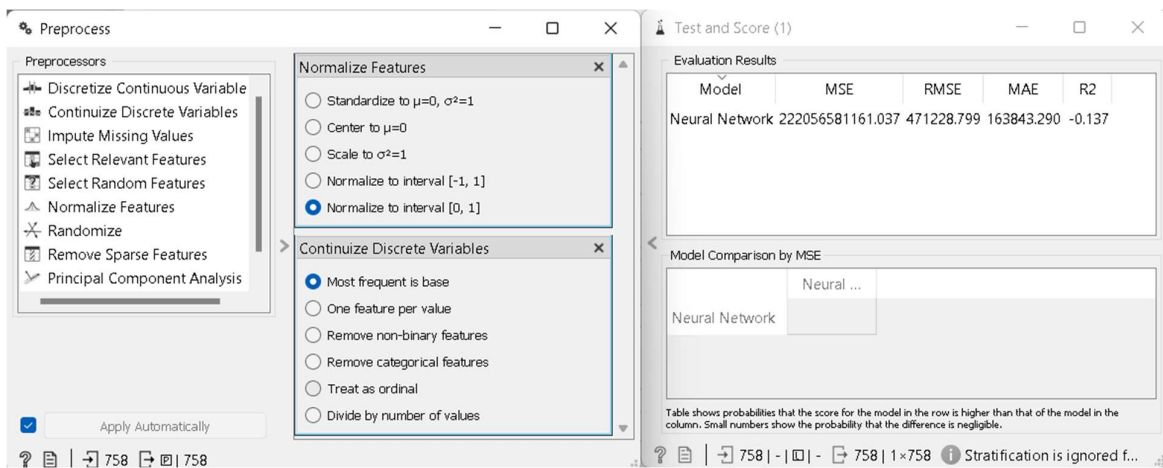 Preprocess
Preprocessors
Discretize Continuous Variable
Continuize Discrete Variables
Impute Missing Values
Select Relevant Features
Select Random Features
Normalize Features
Randomize
Remove Sparse Features
Principal Component Analysis
Apply Automatically
758 758
Normalize Features
Standardize to μ=0, σ²=1
Center to μ=0
Scale to σ²=1
Normalize to interval [-1, 1]
Normalize to interval [0, 1]
Continuize Discrete Variables
Most frequent is base
One feature per value
Remove non-binary features
Remove categorical features
Treat as ordinal
Divide by number of values
Test and Score (1)
Evaluation Results
Model MSE RMSE MAE R2
Neural Network 222056581161.037 471228.799 163843.290 -0.137
Model Comparison by MSE
Neural ...
Neural Network
Table shows probabilities that the score for the model in the row is higher than that of the model in the
column. Small numbers show the probability that the difference is negligible.
758 | - | - 758 | 1×758 Stratification is ignored f...